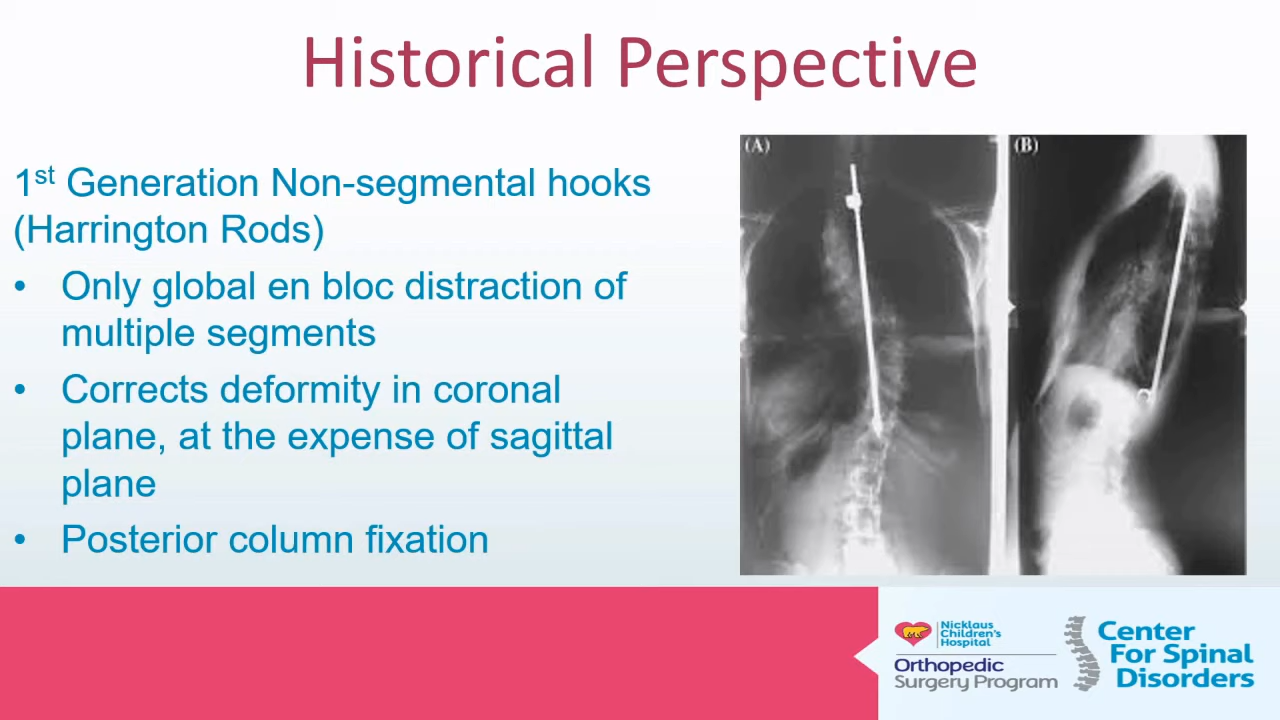 Historical Perspective
1st Generation Non-segmental hooks
(Harrington Rods)
• Only global en bloc distraction of
multiple segments
• Corrects deformity in coronal
plane, at the expense of sagittal
plane
• Posterior column fixation
(A)
(B)
Nicklaus
Children's
Hospital
Orthopedic
Surgery Program
Center
For Spinal
Disorders